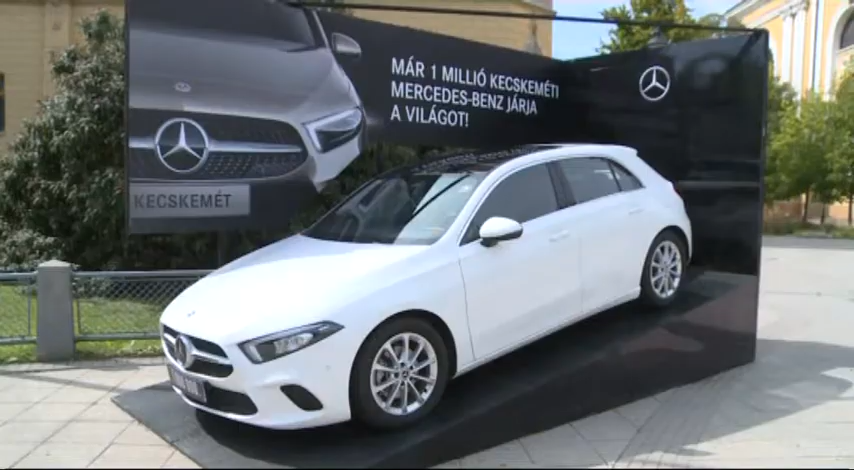 MÁR 1 MILLIÓ KECSKEMÉTI
MERCEDES-BENZ JÁRJA
A VILÁGOT!
KECSKEMÉT